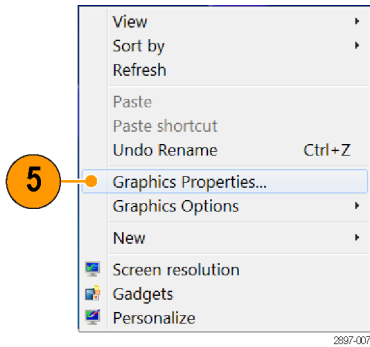 View
Sort by
Refresh
Paste
Paste shortcut
Undo Rename Ctrl+Z
5
Graphics Properties...
Graphics Options
New
Screen resolution
Gadgets
Personalize
2897-007